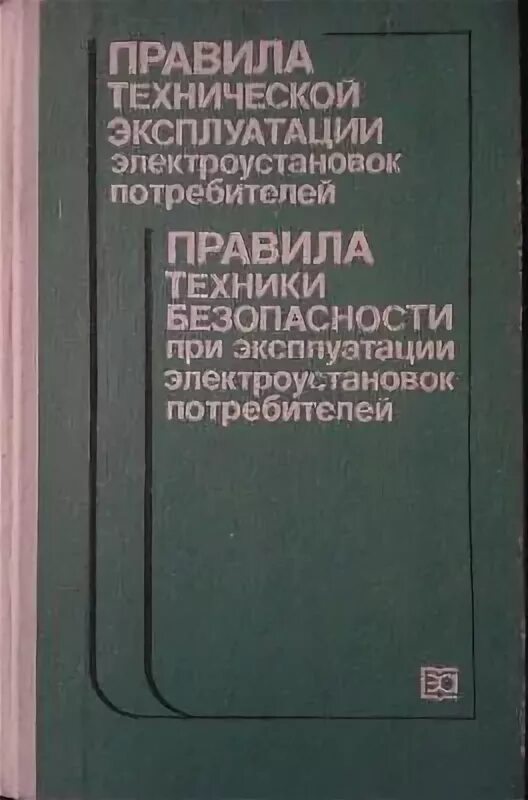 ПРАВИЛА
ТЕХНИЧЕСКОЙ
ЭКСПЛУАТАЦИИ
электроустановок
потребителей
ПРАВИЛА
ТЕХНИКИ
БЕЗОПАСНОСТИ
при эксплуатации
электроустановок
потребителей